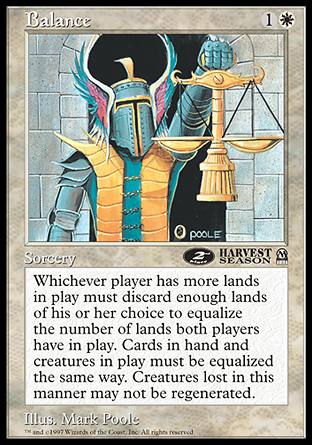 Balance 1
POOLE
Sorcery
2nd PLACE
HARVEST
SEASON
Whichever player has more lands
in play must discard enough lands
of his or her choice to equalize
the number of lands both players
have in play. Cards in hand and
creatures in play must be equalized
the same way. Creatures lost in this
manner may not be regenerated.
Illus. Mark Poole
™ and ©1997 Wizards of the Coast, Inc. All rights reserved.